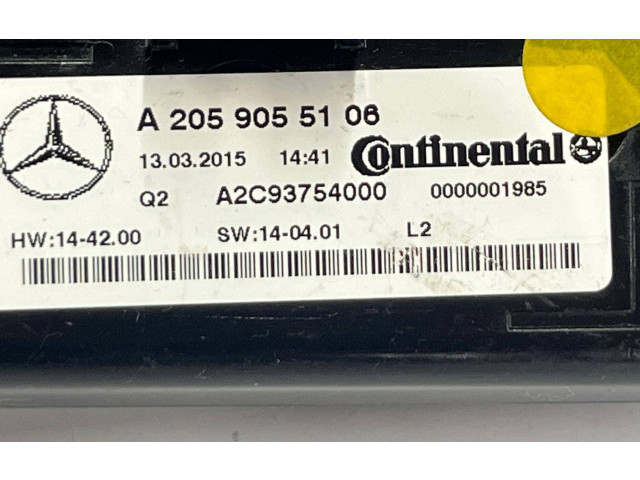 A 205 905 51 06
13.03.2015 14:41 Continental
Q2 A2C93754000 0000001985
HW:14-42.00 SW:14-04.01 L2